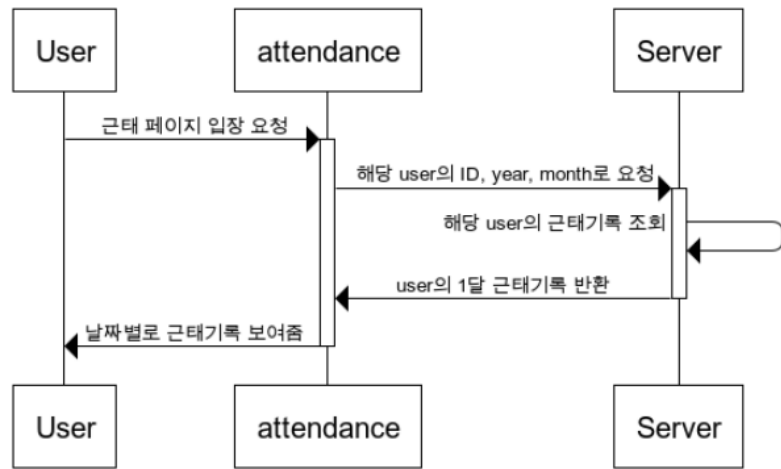 User
attendance
Server
근태 페이지 입장 요청
해당 user의 ID, year, month로 요청
해당 user의 근태기록 조회
user의 1달 근태기록 반환
날짜별로 근태기록 보여줌
User
attendance
Server